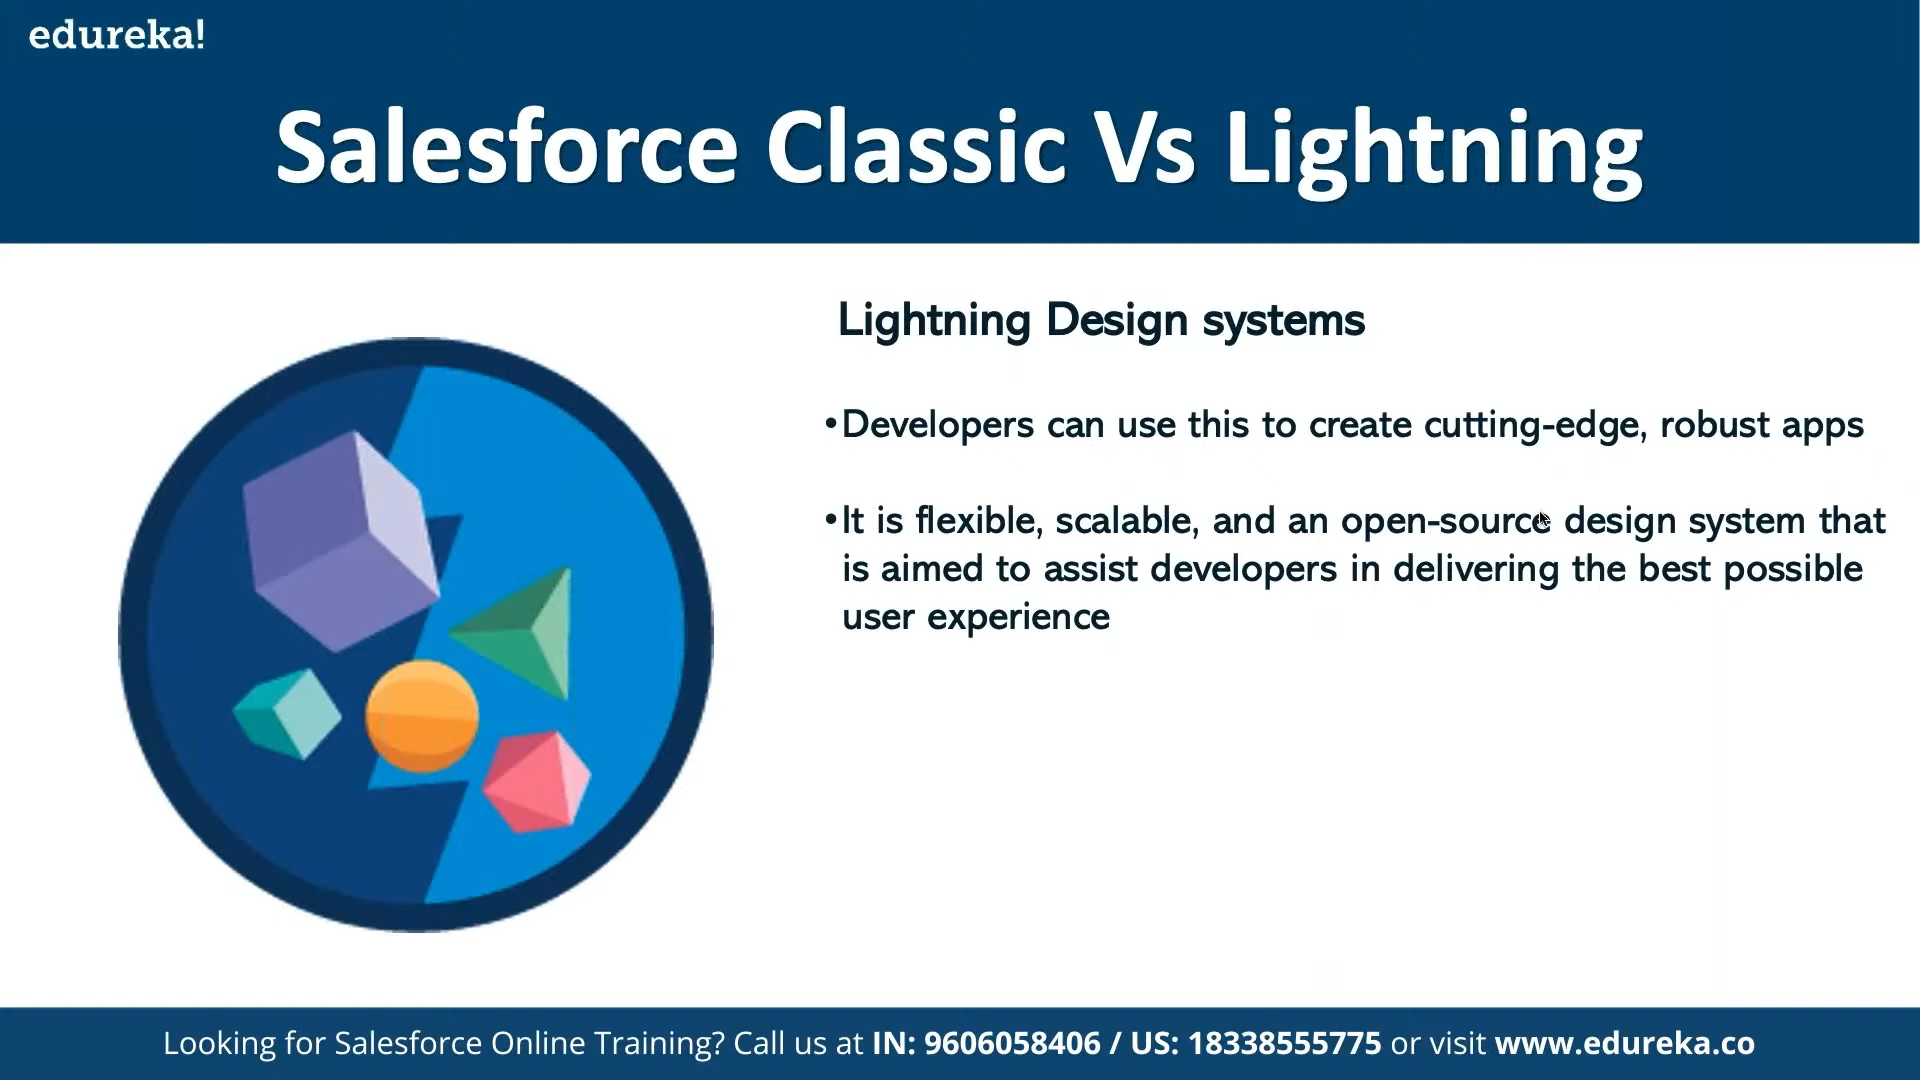 edureka!
Salesforce Classic Vs Lightning
Lightning Design systems
•Developers can use this to create cutting-edge, robust apps
•It is flexible, scalable, and an open-source design system that
is aimed to assist developers in delivering the best possible
user experience
Looking for Salesforce Online Training? Call us at IN: 9606058406 / US: 18338555775 or visit www.edureka.co